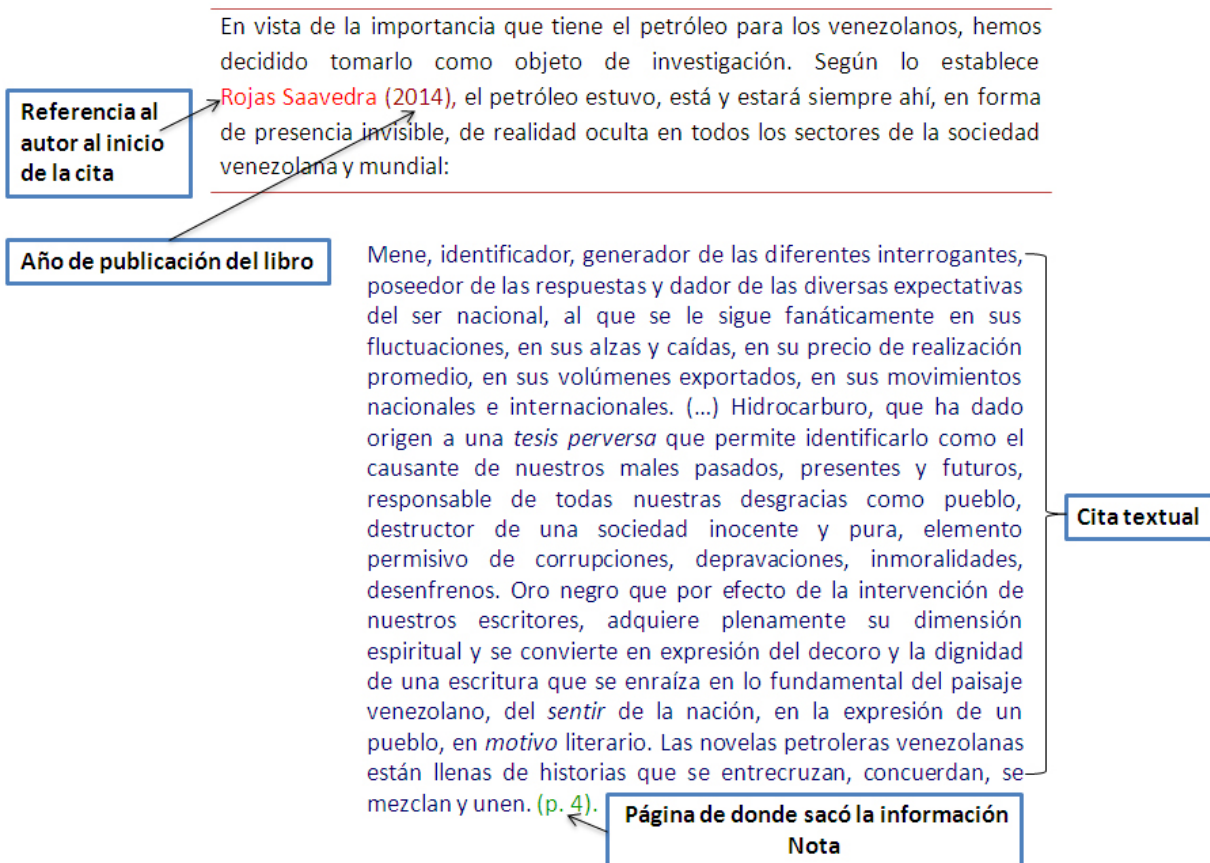 En vista de la importancia que tiene el petróleo para los venezolanos, hemos
decidido tomarlo como objeto de investigación. Según lo establece
Rojas Saavedra (2014), el petróleo estuvo, está y estará siempre ahí, en forma
de presencia invisible, de realidad oculta en todos los sectores de la sociedad
venezolana y mundial:
Referencia al
autor al inicio
de la cita
Año de publicación del libro
Mene, identificador, generador de las diferentes interrogantes,
poseedor de las respuestas y dador de las diversas expectativas
del ser nacional, al que se le sigue fanáticamente en sus
fluctuaciones, en sus alzas y caídas, en su precio de realización
promedio, en sus volúmenes exportados, en sus movimientos
nacionales e internacionales. (...) Hidrocarburo, que ha dado
origen a una tesis perversa que permite identificarlo como el
causante de nuestros males pasados, presentes y futuros,
responsable de todas nuestras desgracias como pueblo,
destructor de una sociedad inocente y pura, elemento
permisivo de corrupciones, depravaciones, inmoralidades,
desenfrenos. Oro negro que por efecto de la intervención de
nuestros escritores, adquiere plenamente su dimensión
espiritual y se convierte en expresión del decoro y la dignidad
de una escritura que se enraíza en lo fundamental del paisaje
venezolano, del sentir de la nación, en la expresión de un
pueblo, en motivo literario. Las novelas petroleras venezolanas
están llenas de historias que se entrecruzan, concuerdan, se
mezclan y unen. (p. 4).
Cita textual
Página de donde sacó la información
Nota